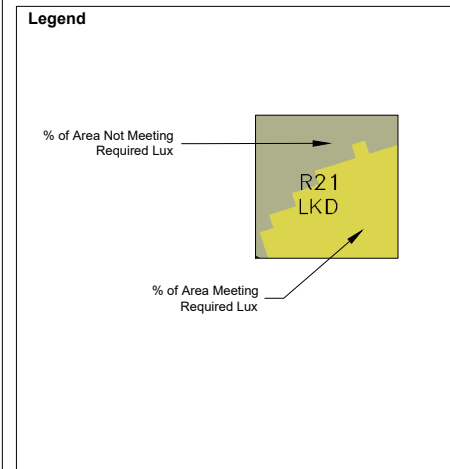 Legend
% of Area Not Meeting
Required Lux
R21
LKD
% of Area Meeting
Required Lux